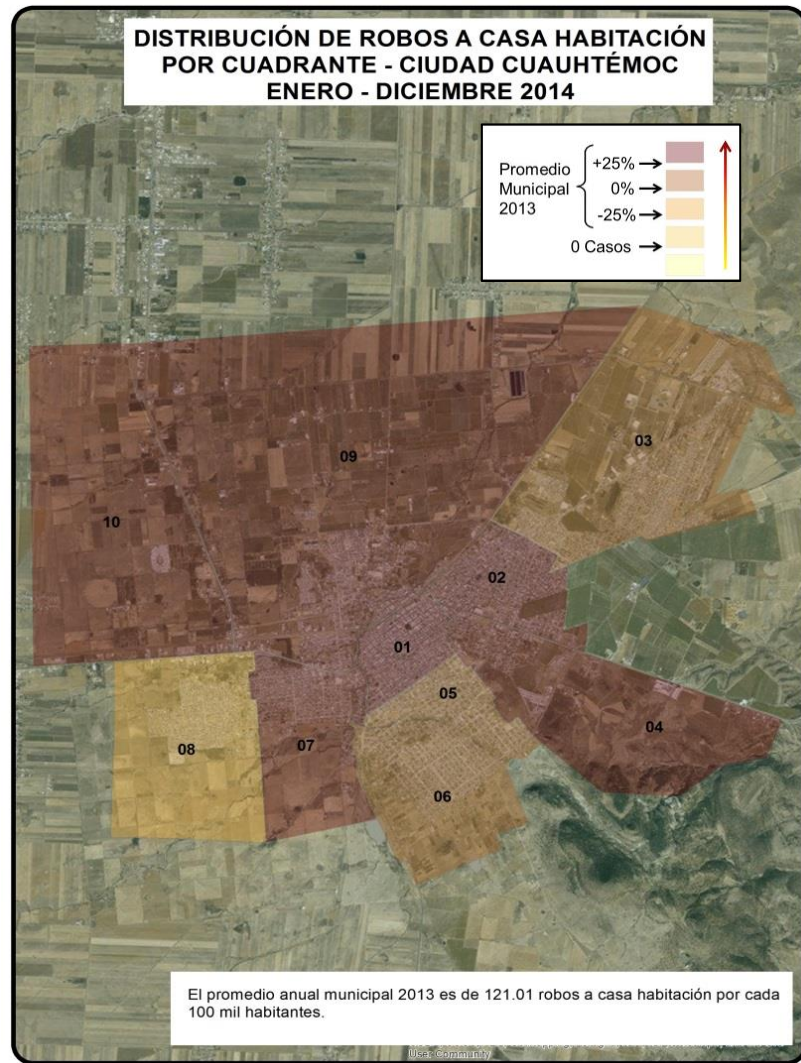 DISTRIBUCIÓN DE ROBOS A CASA HABITACIÓN
POR CUADRANTE - CIUDAD CUAUHTÉMOC
ENERO - DICIEMBRE 2014
Promedio
Municipal
2013
+25%
0%
-25%
0 Casos
03
09
10
02
01
05
04
07
08
06
El promedio anual municipal 2013 es de 121.01 robos a casa habitación por cada
100 mil habitantes.
User Community